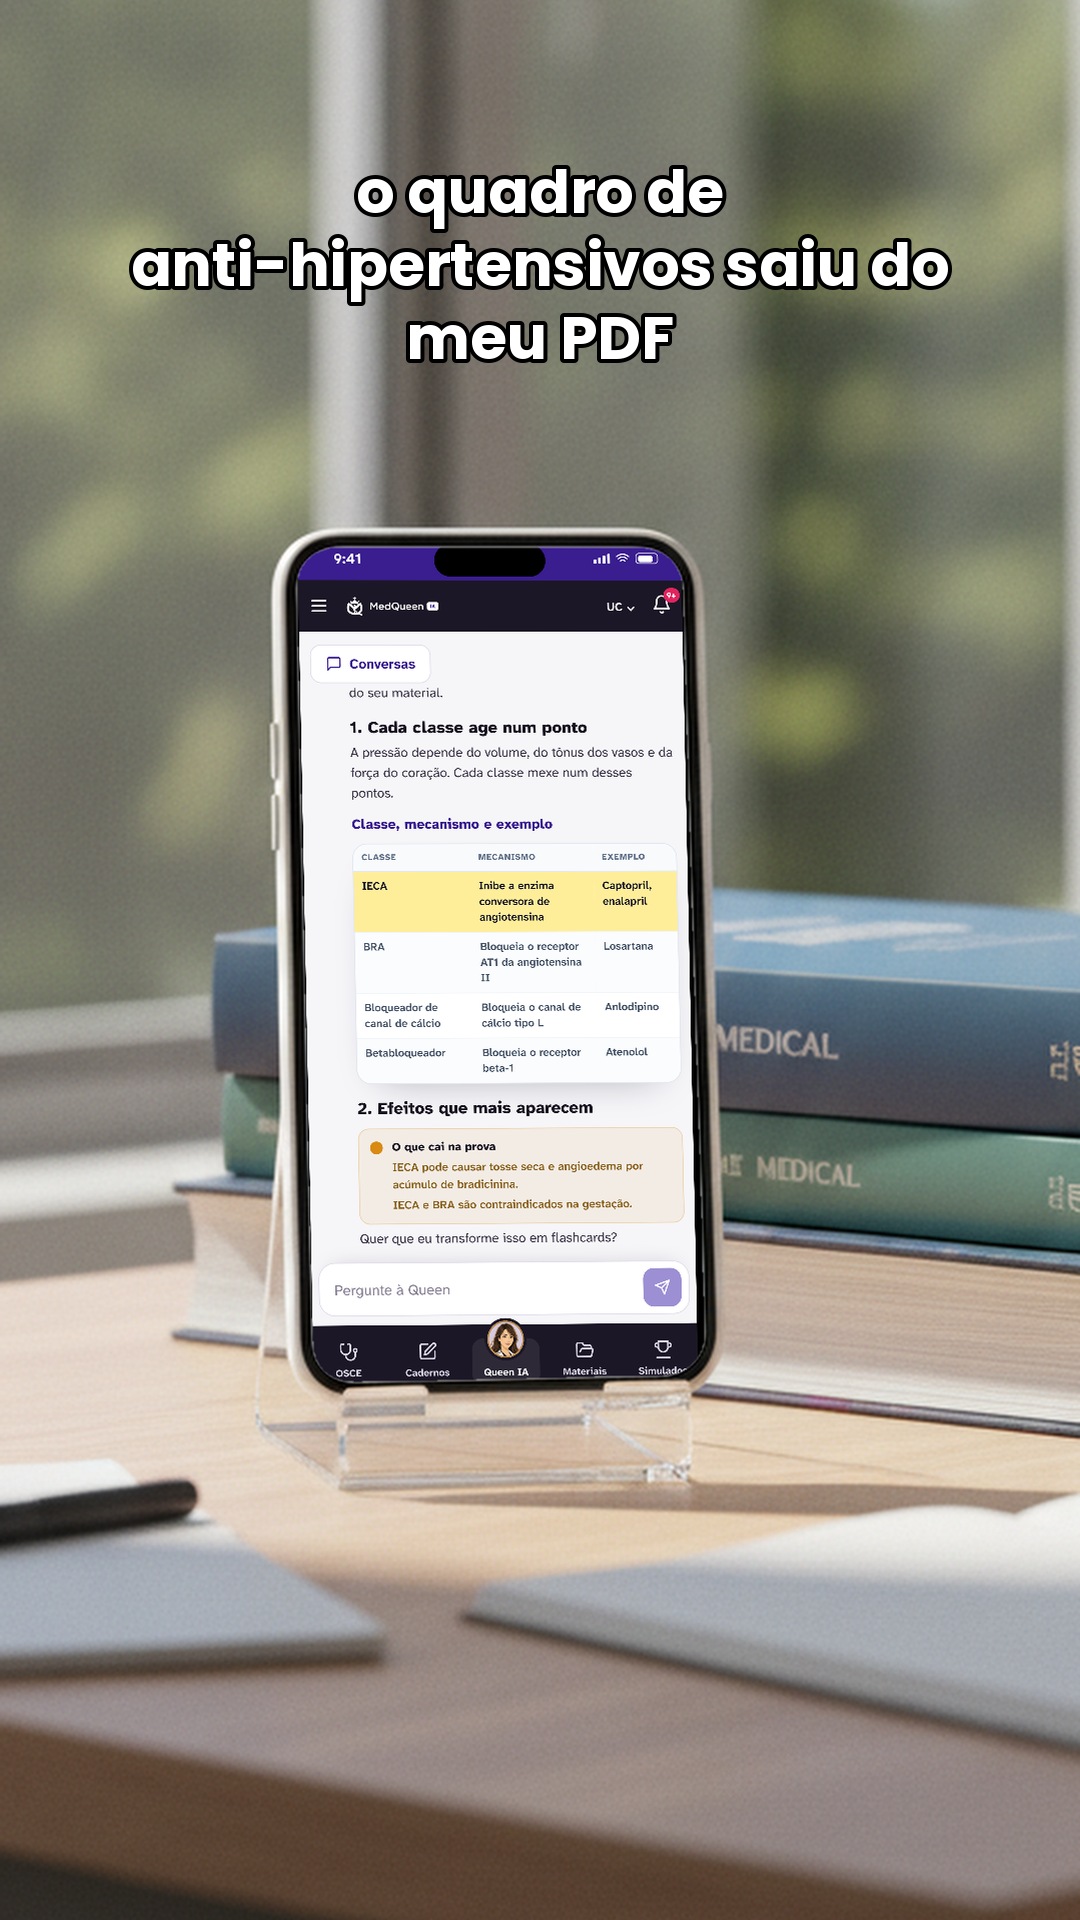 o quadro de
anti-hipertensivos saiu do
meu PDF
9:41
MedQueen IA
UC
9+
Conversas
do seu material.
1. Cada classe age num ponto
A pressão depende do volume, do tônus dos vasos e da
força do coração. Cada classe mexe num desses
pontos.
Classe, mecanismo e exemplo
CLASSE MECANISMO EXEMPLO
IECA Inibe a enzima Captopril,
conversora de enalapril
angiotensina
BRA Bloqueia o receptor Losartana
AT1 da angiotensina
II
Bloqueador de Bloqueia o canal de Anlodipino
canal de cálcio cálcio tipo L
Betabloqueador Bloqueia o receptor Atenolol
beta-1
2. Efeitos que mais aparecem
O que cai na prova
IECA pode causar tosse seca e angioedema por
acúmulo de bradicinina.
IECA e BRA são contraindicados na gestação.
Quer que eu transforme isso em flashcards?
Pergunte à Queen
OSCE Cadernos Queen IA Materiais Simulados
MEDICAL
MEDICAL